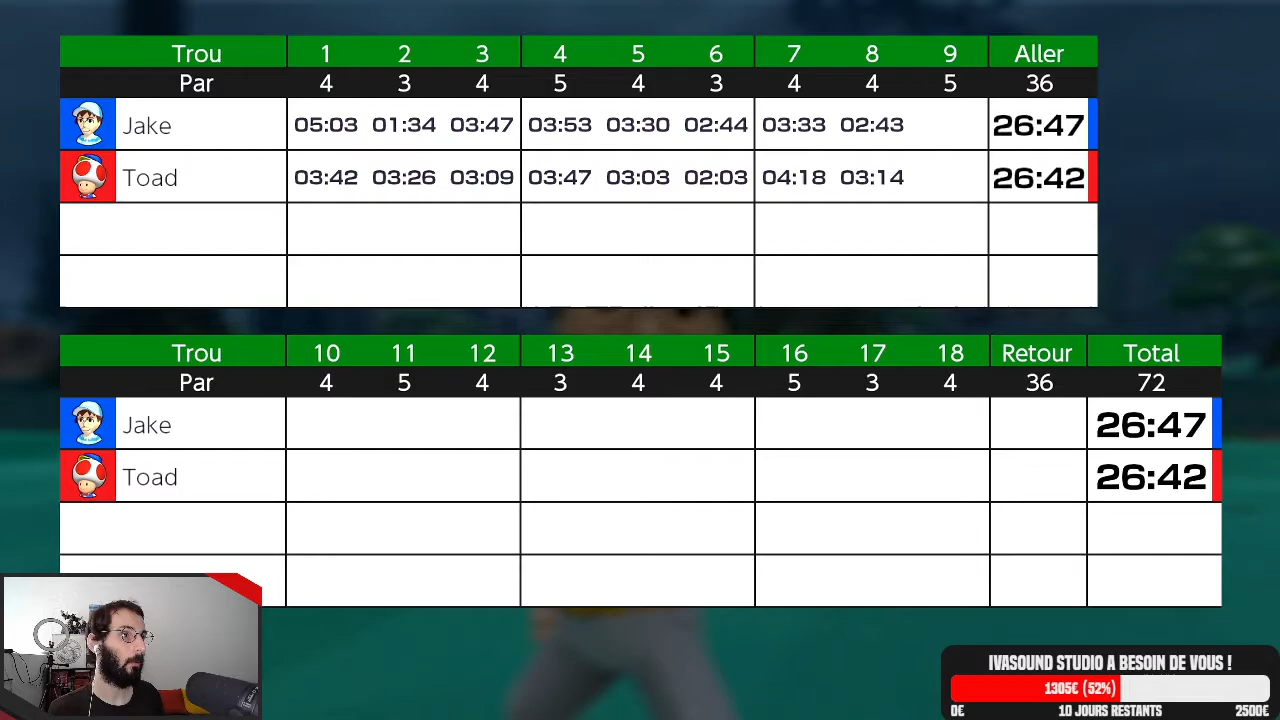 Trou 1 2 3 4 5 6 7 8 9 Aller
Par 4 3 4 5 4 3 4 4 5 36
Jake 05:03 01:34 03:47 03:53 03:30 02:44 03:33 02:43 26:47
Toad 03:42 03:26 03:09 03:47 03:03 02:03 04:18 03:14 26:42
Trou 10 11 12 13 14 15 16 17 18 Retour Total
Par 4 5 4 3 4 4 5 3 4 36 72
Jake 26:47
Toad 26:42
IVASOUND STUDIO A BESOIN DE VOUS !
1305€ (52%)
0€ 10 JOURS RESTANTS 2500€